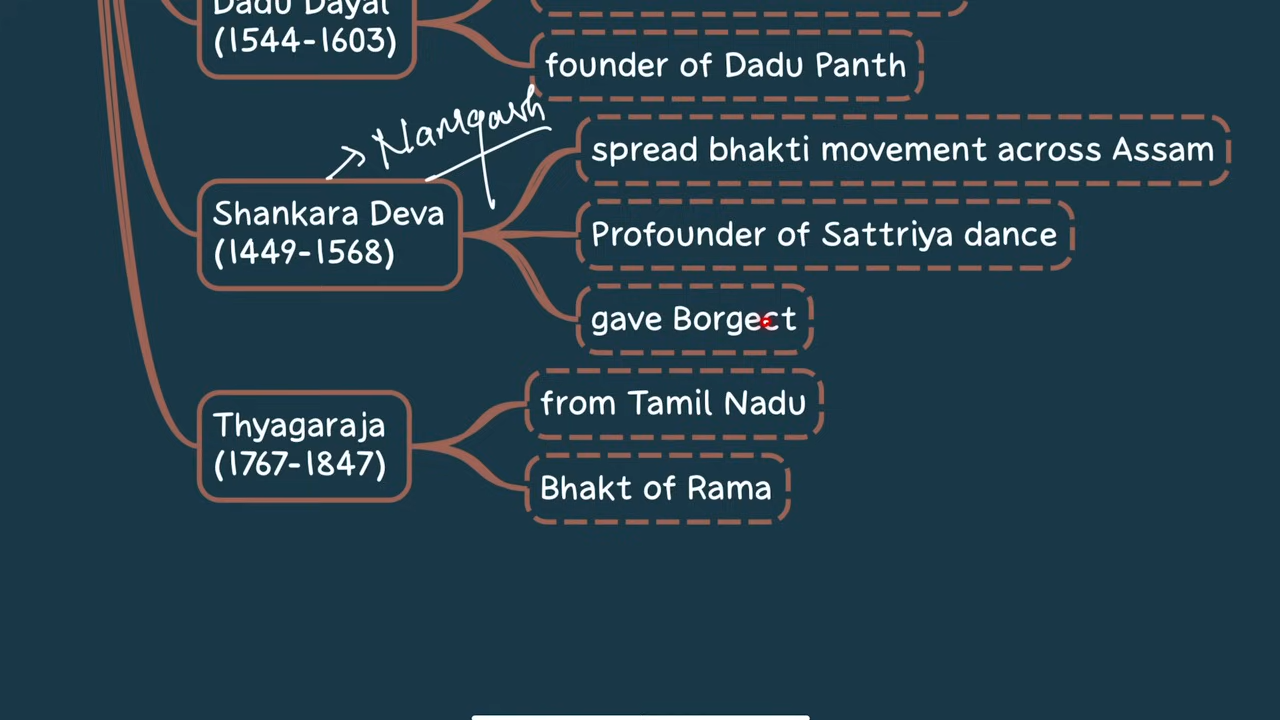 Dadu Dayal
(1544-1603)
founder of Dadu Panth
Namgarh
spread bhakti movement across Assam
Shankara Deva
(1449-1568)
Profounder of Sattriya dance
gave Borgect
from Tamil Nadu
Thyagaraja
(1767-1847)
Bhakt of Rama